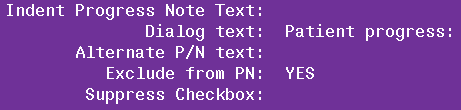 Indent Progress Note Text:
Dialog text: Patient progress:
Alternate P/N text:
Exclude from PN: YES
Suppress Checkbox: